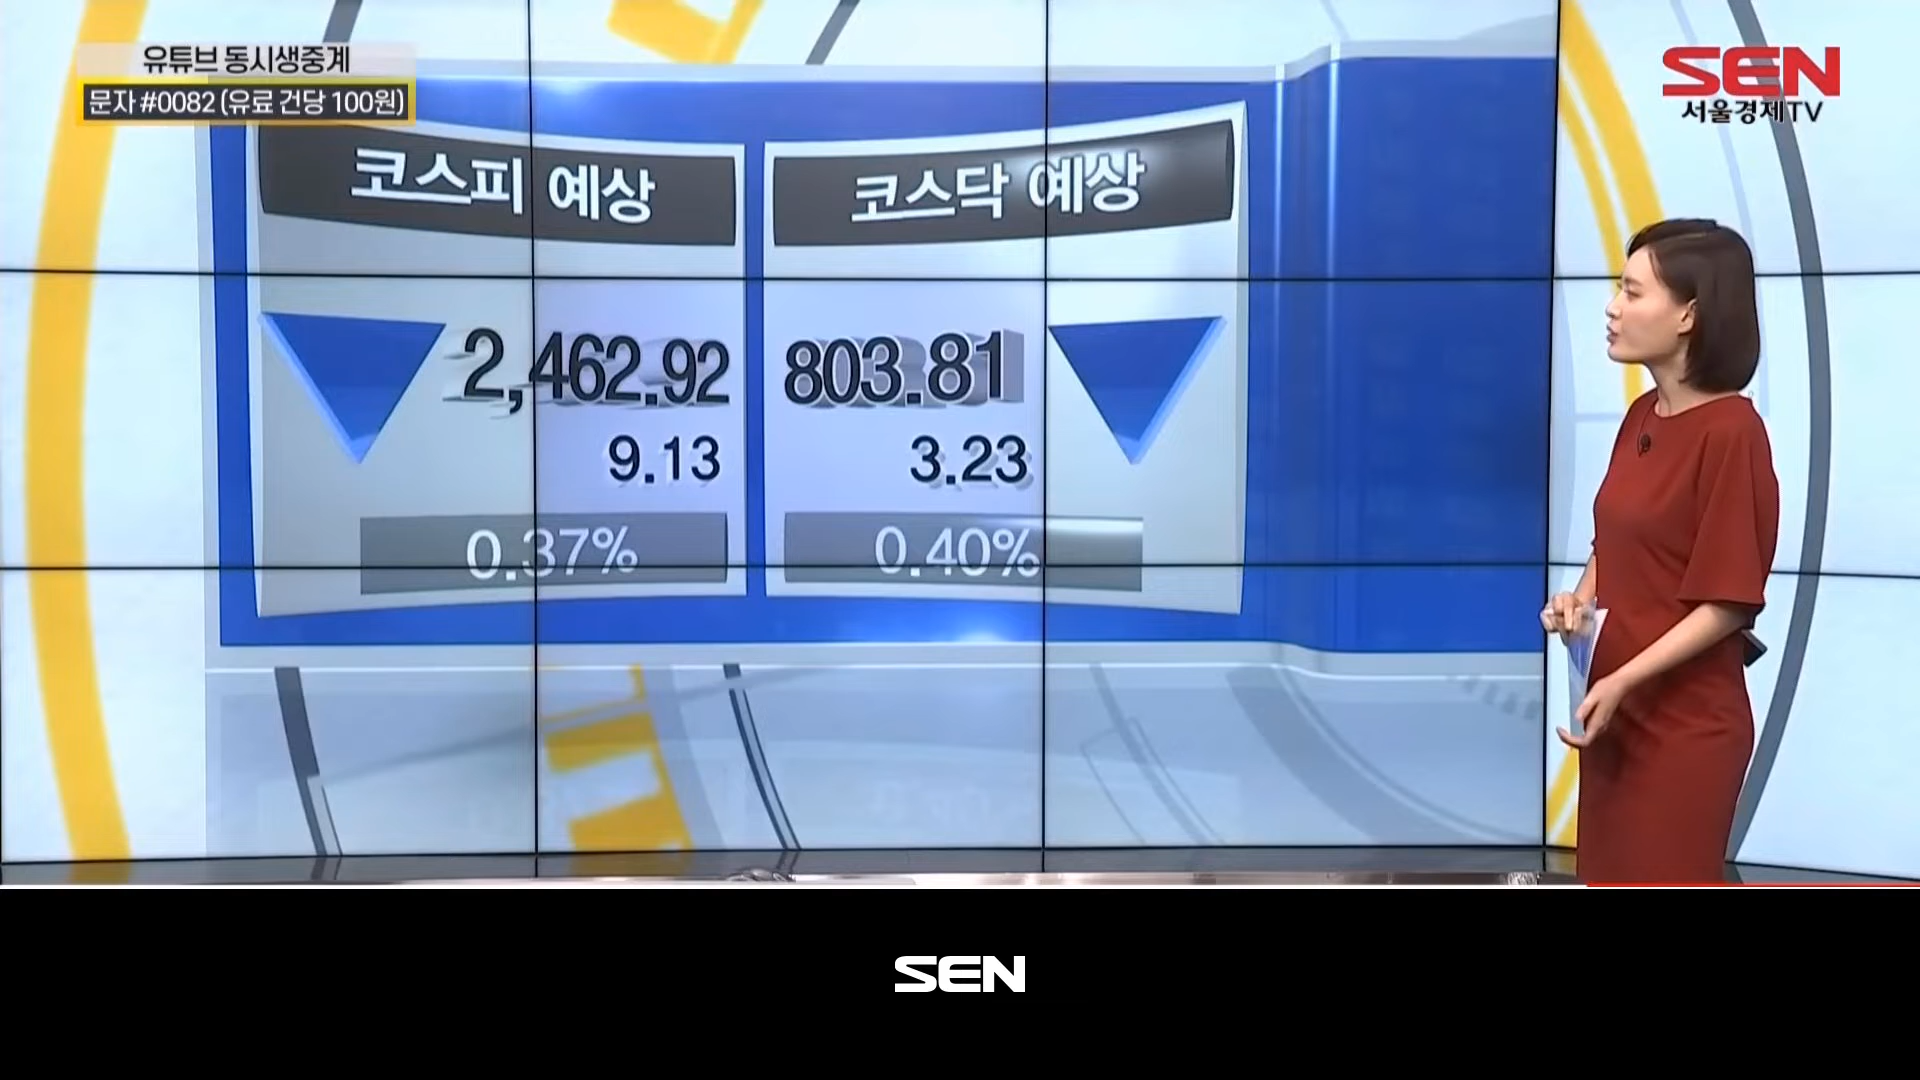 유튜브 동시생중계
문자 #0082 (유료 건당 100원)
SEN
서울경제TV
코스피 예상
2,462.92
9.13
0.37%
코스닥 예상
803.81
3.23
0.40%
SEN